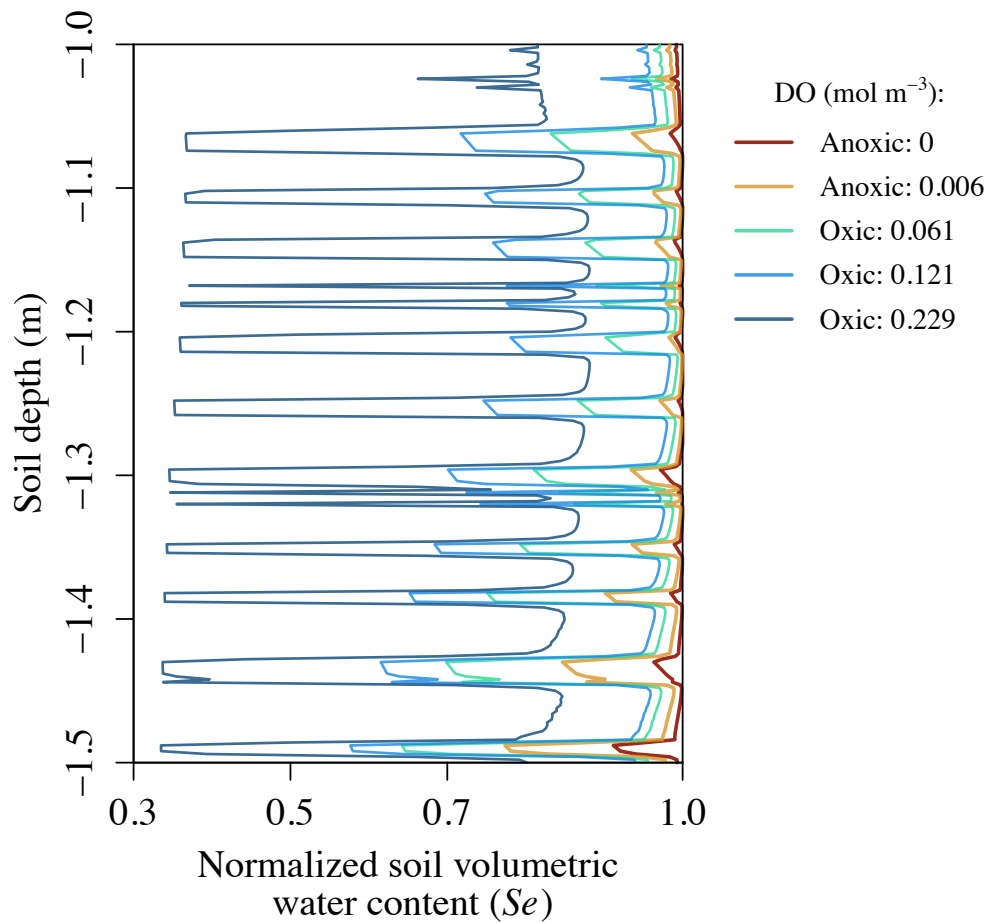 −1.0
−1.1
−1.2
−1.3
−1.4
−1.5
Soil depth (m)
0.3 0.5 0.7 1.0
Normalized soil volumetric
water content (Se)
DO (mol m⁻³):
Anoxic: 0
Anoxic: 0.006
Oxic: 0.061
Oxic: 0.121
Oxic: 0.229